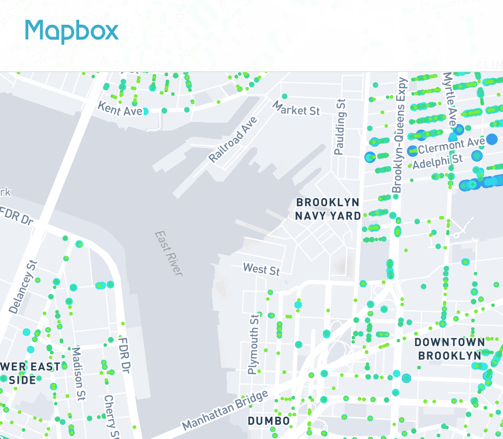 Mapbox
Kent Ave
Market St
Railroad Ave
Paulding St
Brooklyn-Queens Expy
Myrtle Ave
Clermont Ave
Adelphi St
rk
FDR Dr
BROOKLYN
NAVY YARD
East River
West St
Delancey St
Plymouth St
FDR Dr
DOWNTOWN
BROOKLYN
WER EAST
SIDE
Madison St
Cherry St
Manhattan Bridge
DUMBO